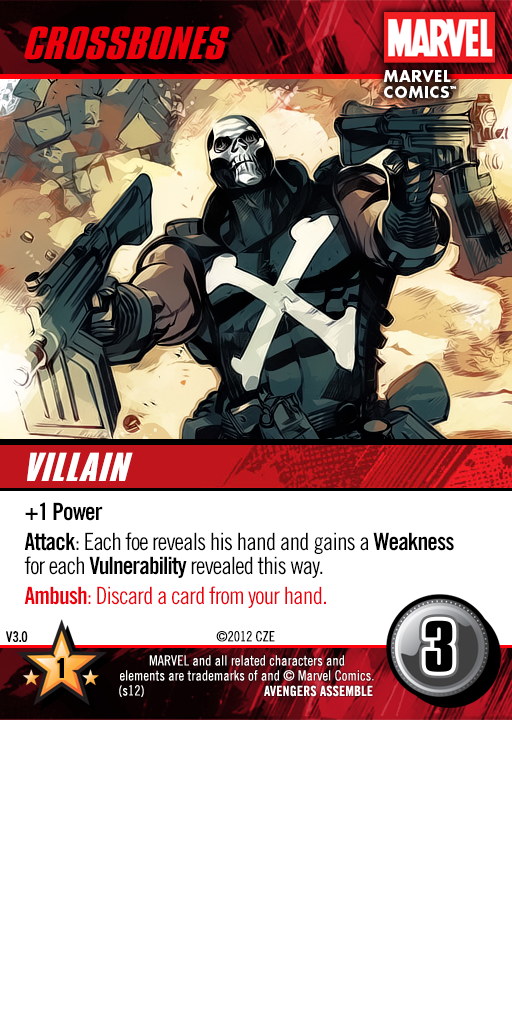 CROSSBONES
MARVEL
MARVEL
COMICS™
VILLAIN
+1 Power
Attack: Each foe reveals his hand and gains a Weakness
for each Vulnerability revealed this way.
Ambush: Discard a card from your hand.
V3.0
©2012 CZE
1
3
MARVEL and all related characters and
elements are trademarks of and © Marvel Comics.
(s12) AVENGERS ASSEMBLE